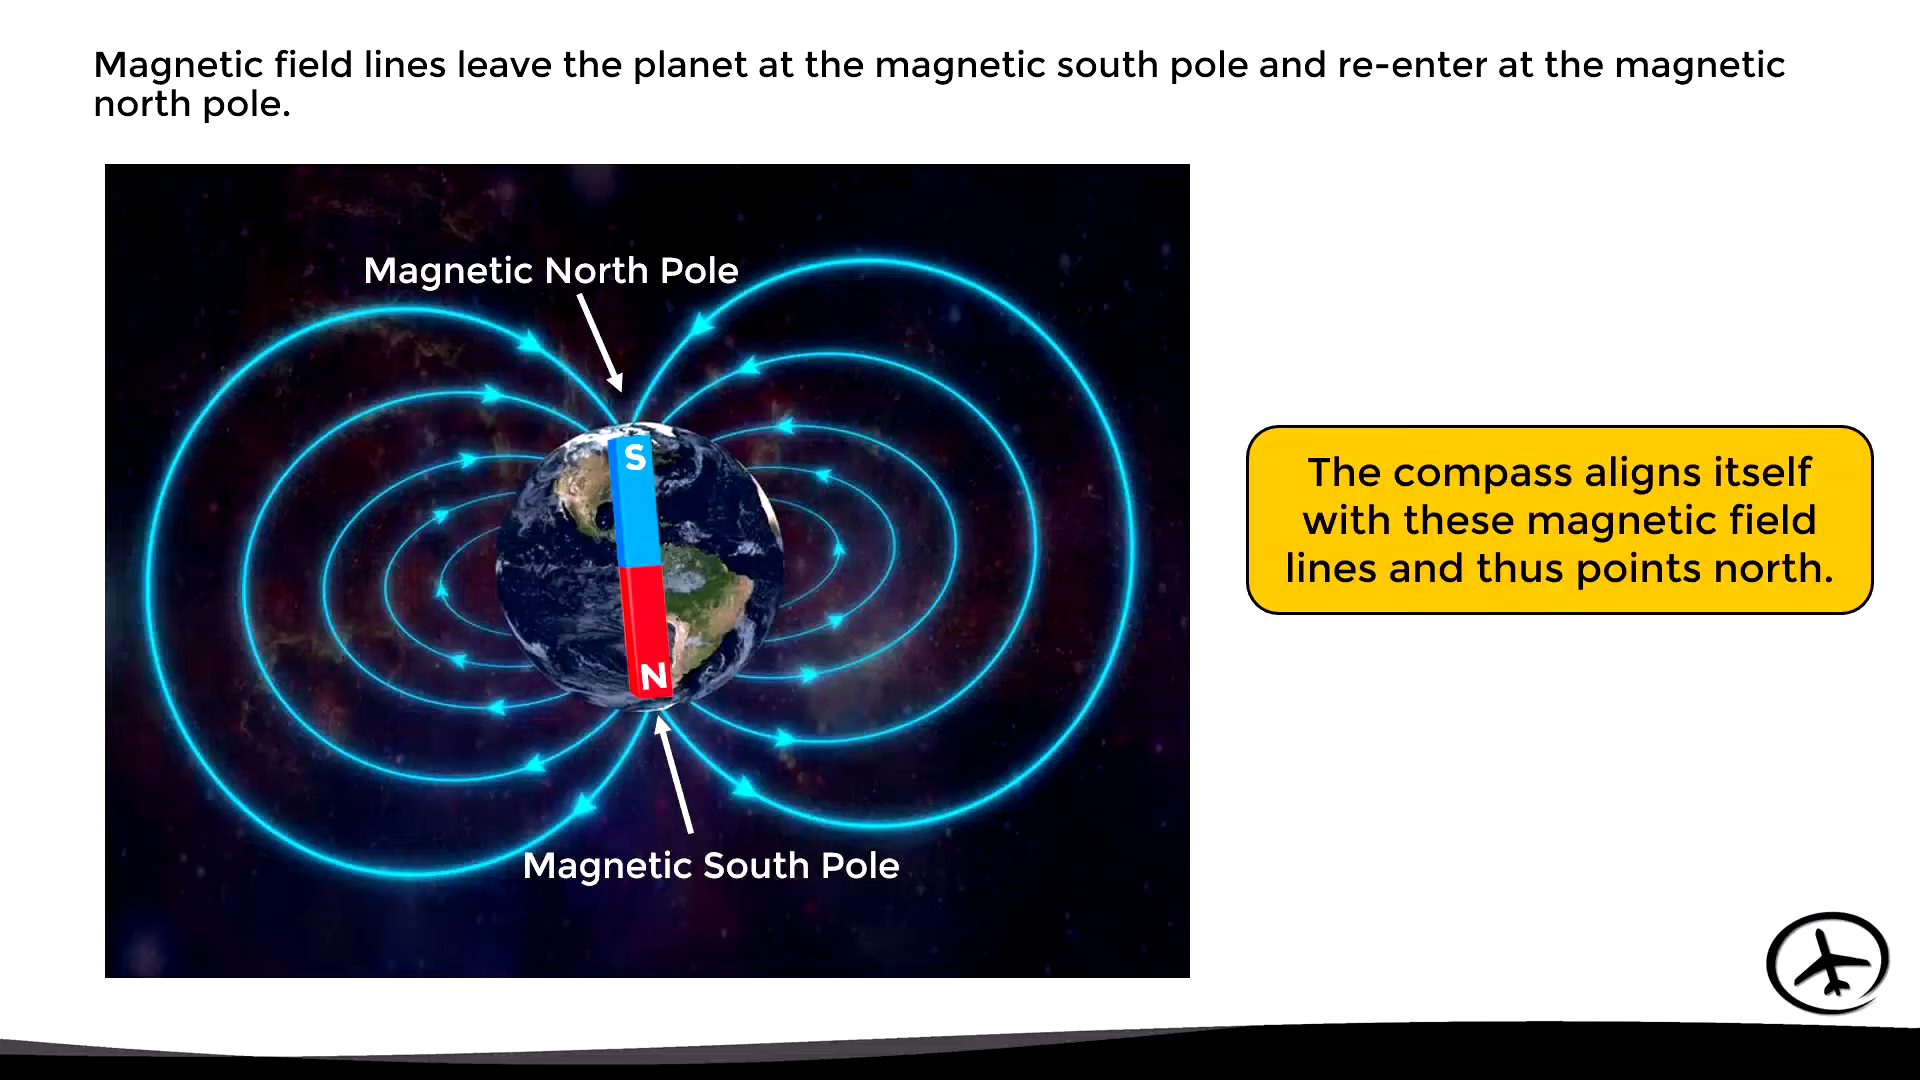 Magnetic field lines leave the planet at the magnetic south pole and re-enter at the magnetic
north pole.
Magnetic North Pole
S
N
Magnetic South Pole
The compass aligns itself
with these magnetic field
lines and thus points north.